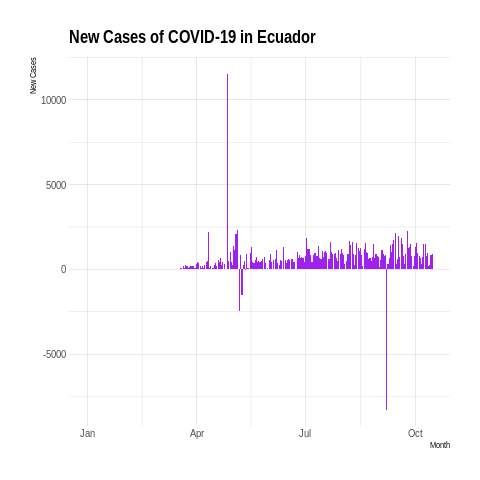 New Cases of COVID-19 in Ecuador
New Cases
10000
5000
0
-5000
Jan
Apr
Jul
Oct
Month